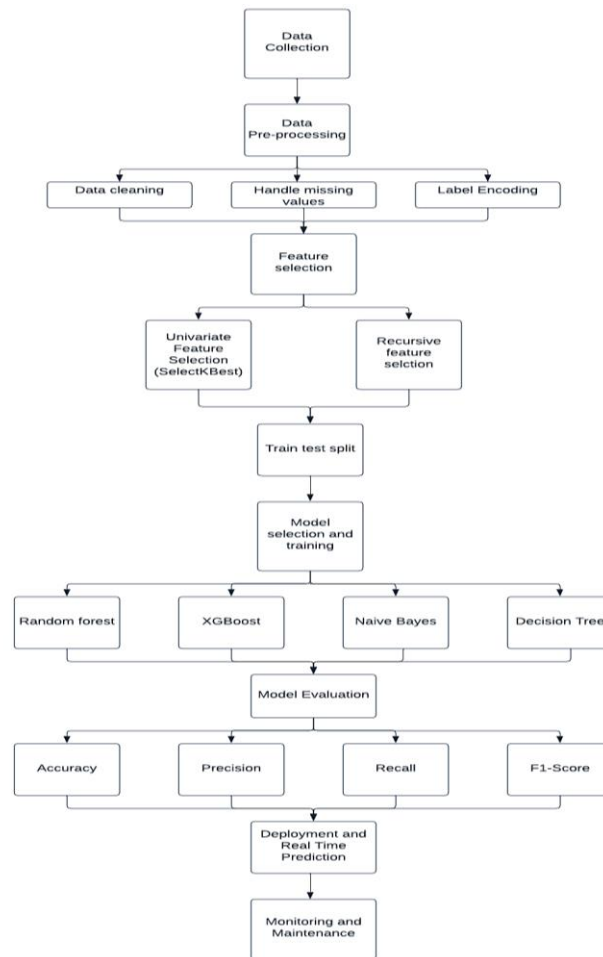 Data
Collection
Data
Pre-processing
Data cleaning
Handle missing
values
Label Encoding
Feature
selection
Univariate
Feature
Selection
(SelectKBest)
Recursive
feature
selction
Train test split
Model
selection and
training
Random forest
XGBoost
Naive Bayes
Decision Tree
Model Evaluation
Accuracy
Precision
Recall
F1-Score
Deployment and
Real Time
Prediction
Monitoring and
Maintenance